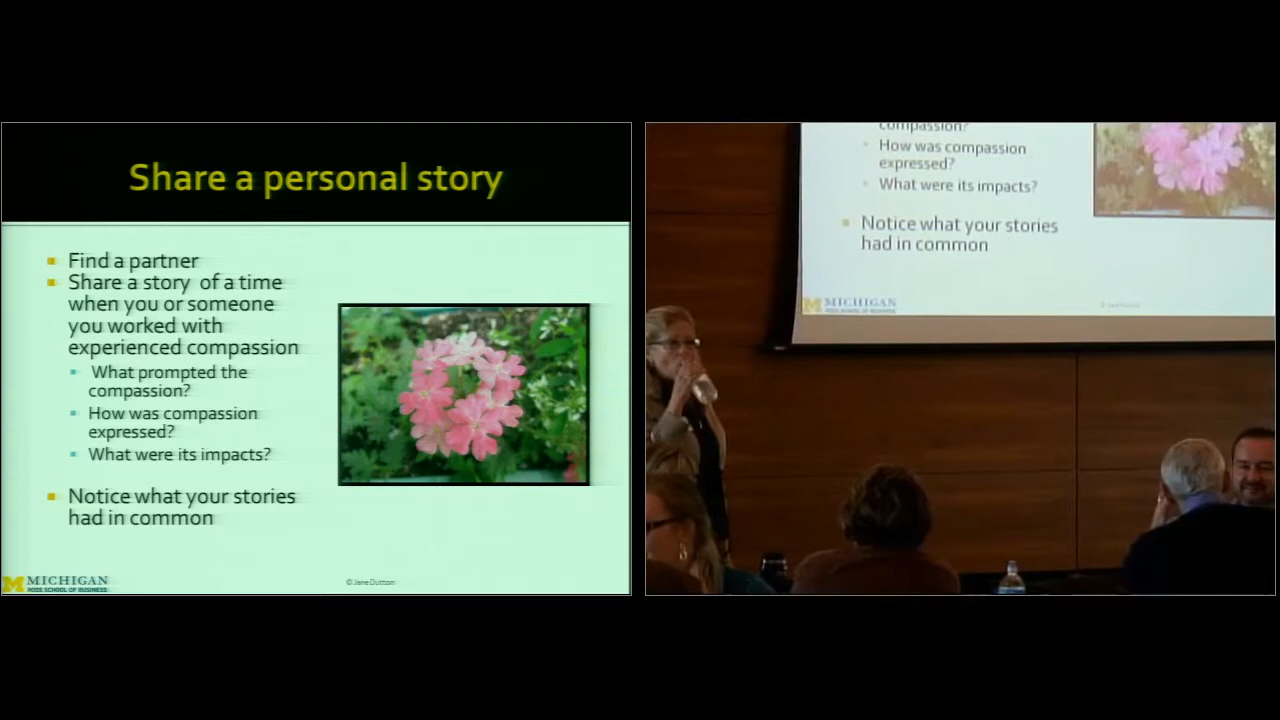 Share a personal story
Find a partner
Share a story of a time
when you or someone
you worked with
experienced compassion
What prompted the
compassion?
How was compassion
expressed?
What were its impacts?
Notice what your stories
had in common
M MICHIGAN
ROSS SCHOOL OF BUSINESS
© Jane Dutton
compassion?
How was compassion
expressed?
What were its impacts?
Notice what your stories
had in common
M MICHIGAN
ROSS SCHOOL OF BUSINESS